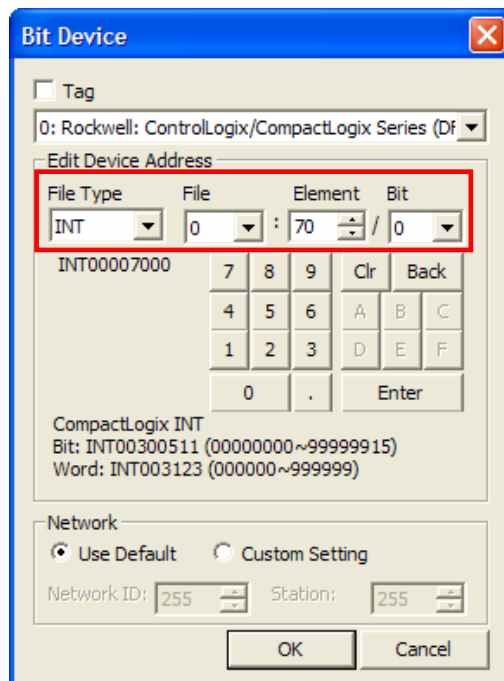 Bit Device
Tag
0: Rockwell: ControlLogix/CompactLogix Series (DF
Edit Device Address
File Type File Element Bit
INT 0 : 70 / 0
INT00007000
7 8 9 Clr Back
4 5 6 A B C
1 2 3 D E F
0 . Enter
CompactLogix INT
Bit: INT00300511 (00000000~99999915)
Word: INT003123 (000000~999999)
Network
Use Default Custom Setting
Network ID: 255 Station: 255
OK Cancel